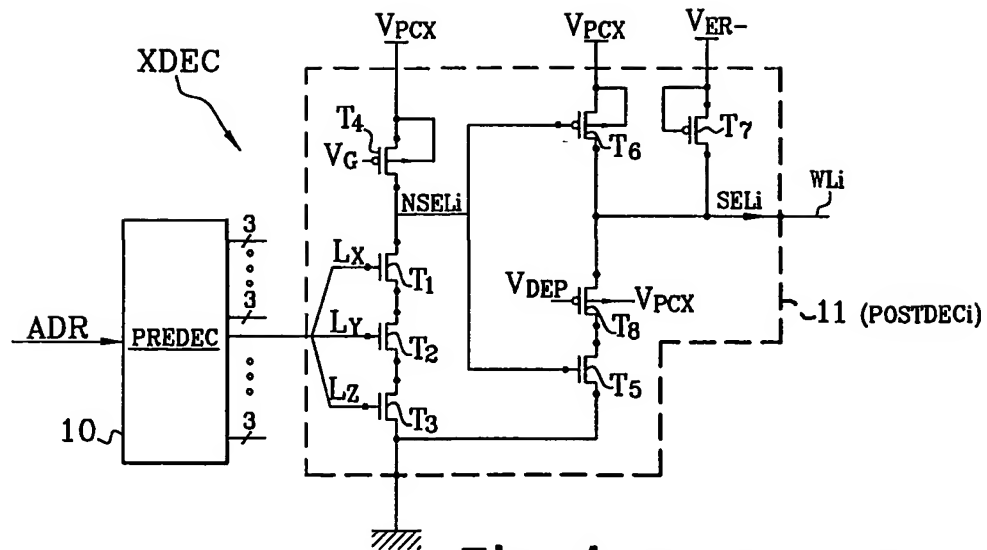 VPCX VPCX VER-
XDEC
T4
VG
T6
T7
NSELi
SELi
WLi
3
LX
T1
VDEP
VPCX
T8
11 (POSTDECi)
3
ADR
PREDEC
LY
T2
T5
LZ
T3
10
3